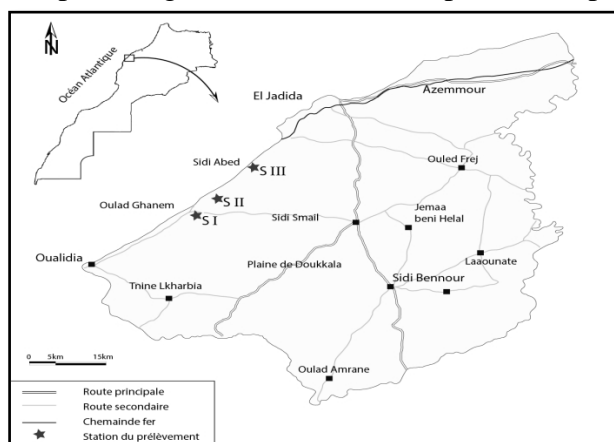 N
Océan Atlantique
El Jadida
Azemmour
Sidi Abed
S III
Ouled Frej
Oulad Ghanem
S II
S I
Sidi Smail
Jemaa
beni Helal
Oualidia
Plaine de Doukkala
Laaounate
Tnine Lkharbia
Sidi Bennour
0 5km 15km
Oulad Amrane
Route principale
Route secondaire
Chemainde fer
Station du prélèvement